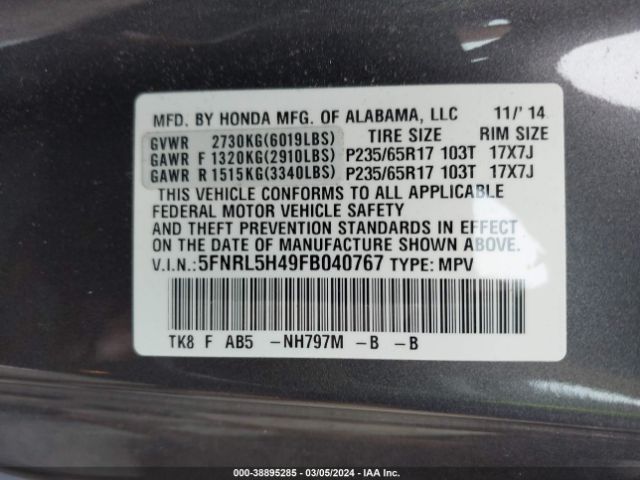 MFD. BY HONDA MFG. OF ALABAMA, LLC 11/'14
GVWR 2730KG(6019LBS) TIRE SIZE RIM SIZE
GAWR F 1320KG(2910LBS) P235/65R17 103T 17X7J
GAWR R 1515KG(3340LBS) P235/65R17 103T 17X7J
THIS VEHICLE CONFORMS TO ALL APPLICABLE
FEDERAL MOTOR VEHICLE SAFETY
AND THEFT PREVENTION STANDARDS IN EFFECT
ON THE DATE OF MANUFACTURE SHOWN ABOVE.
V.I.N.: 5FNRL5H49FB040767 TYPE: MPV
TK8 F AB5 -NH797M -B -B
000-38895285 — 03/05/2024 — IAA Inc.